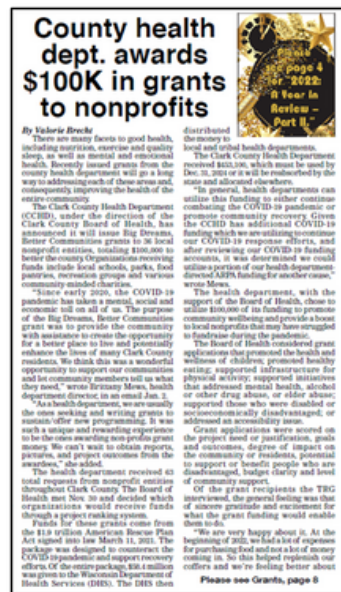 County health
dept. awards
$100K in grants
to nonprofits
Please
see page 4
for "2022:
A Year In
Review –
Part II."
By Valorie Brecht
There are many facets to good health,
including nutrition, exercise and quality
sleep, as well as mental and emotional
health. Recently issued grants from the
county health department will go a long
way to addressing each of these areas and,
consequently, improving the health of the
entire community.
The Clark County Health Department
(CCHD), under the direction of the
Clark County Board of Health, has
announced it will issue Big Dreams,
Better Communities grants to 36 local
nonprofit entities, totaling $100,000 to
better the county. Organizations receiving
funds include local schools, parks, food
pantries, recreation groups and various
community-minded charities.
"Since early 2020, the COVID-19
pandemic has taken a mental, social and
economic toll on all of us. The purpose
of the Big Dreams, Better Communities
grant was to provide the community
with assistance to create the opportunity
for a better place to live and potentially
enhance the lives of many Clark County
residents. We think this was a wonderful
opportunity to support our communities
and let community members tell us what
they need," wrote Brittany Mews, health
department director, in an email Jan. 2.
"As a health department, we are usually
the ones seeking and writing grants to
sustain/offer new programming. It was
such a unique and rewarding experience
to be the ones awarding non-profits grant
money. We can't wait to obtain reports,
pictures, and project outcomes from the
awardees," she added.
The health department received 63
total requests from nonprofit entities
throughout Clark County. The Board of
Health met Nov. 30 and decided which
organizations would receive funds
through a project ranking system.
Funds for these grants come from
the $1.9 trillion American Rescue Plan
Act signed into law March 11, 2021. The
package was designed to counteract the
COVID-19 pandemic and support recovery
efforts. Of the entire package, $58.4 million
was given to the Wisconsin Department of
Health Services (DHS). The DHS then
distributed
the money to
local and tribal health departments.
The Clark County Health Department
received $453,100, which must be used by
Dec. 31, 2024 or it will be reabsorbed by the
state and allocated elsewhere.
"In general, health departments can
utilize this funding to either continue
combating the COVID-19 pandemic or
promote community recovery. Given
the CCHD has additional COVID-19
funding which we are utilizing to continue
our COVID-19 response efforts, and
after reviewing our COVID-19 funding
accounts, it was determined we could
utilize a portion of our health department-
directed ARPA funding for another cause,"
wrote Mews.
The health department, with the
support of the Board of Health, chose to
utilize $100,000 of its funding to promote
community wellbeing and provide a boost
to local nonprofits that may have struggled
to fundraise during the pandemic.
The Board of Health considered grant
applications that promoted the health and
wellness of children; promoted healthy
eating; supported infrastructure for
physical activity; supported initiatives
that addressed mental health, alcohol
or other drug abuse, or elder abuse;
supported those who were disabled or
socioeconomically disadvantaged; or
addressed an accessibility issue.
Grant applications were scored on
the project need or justification, goals
and outcomes, degree of impact on
the community or residents, potential
to support or benefit people who are
disadvantaged, budget clarity and level
of community support.
Of the grant recipients the TRG
interviewed, the general feeling was that
of sincere gratitude and excitement for
what the grant funding would enable
them to do.
"We are very happy about it. At the
beginning of 2022, we had a lot of expenses
for purchasing food and not a lot of money
coming in. So this helped replenish our
coffers and we're feeling better about
Please see Grants, page 8